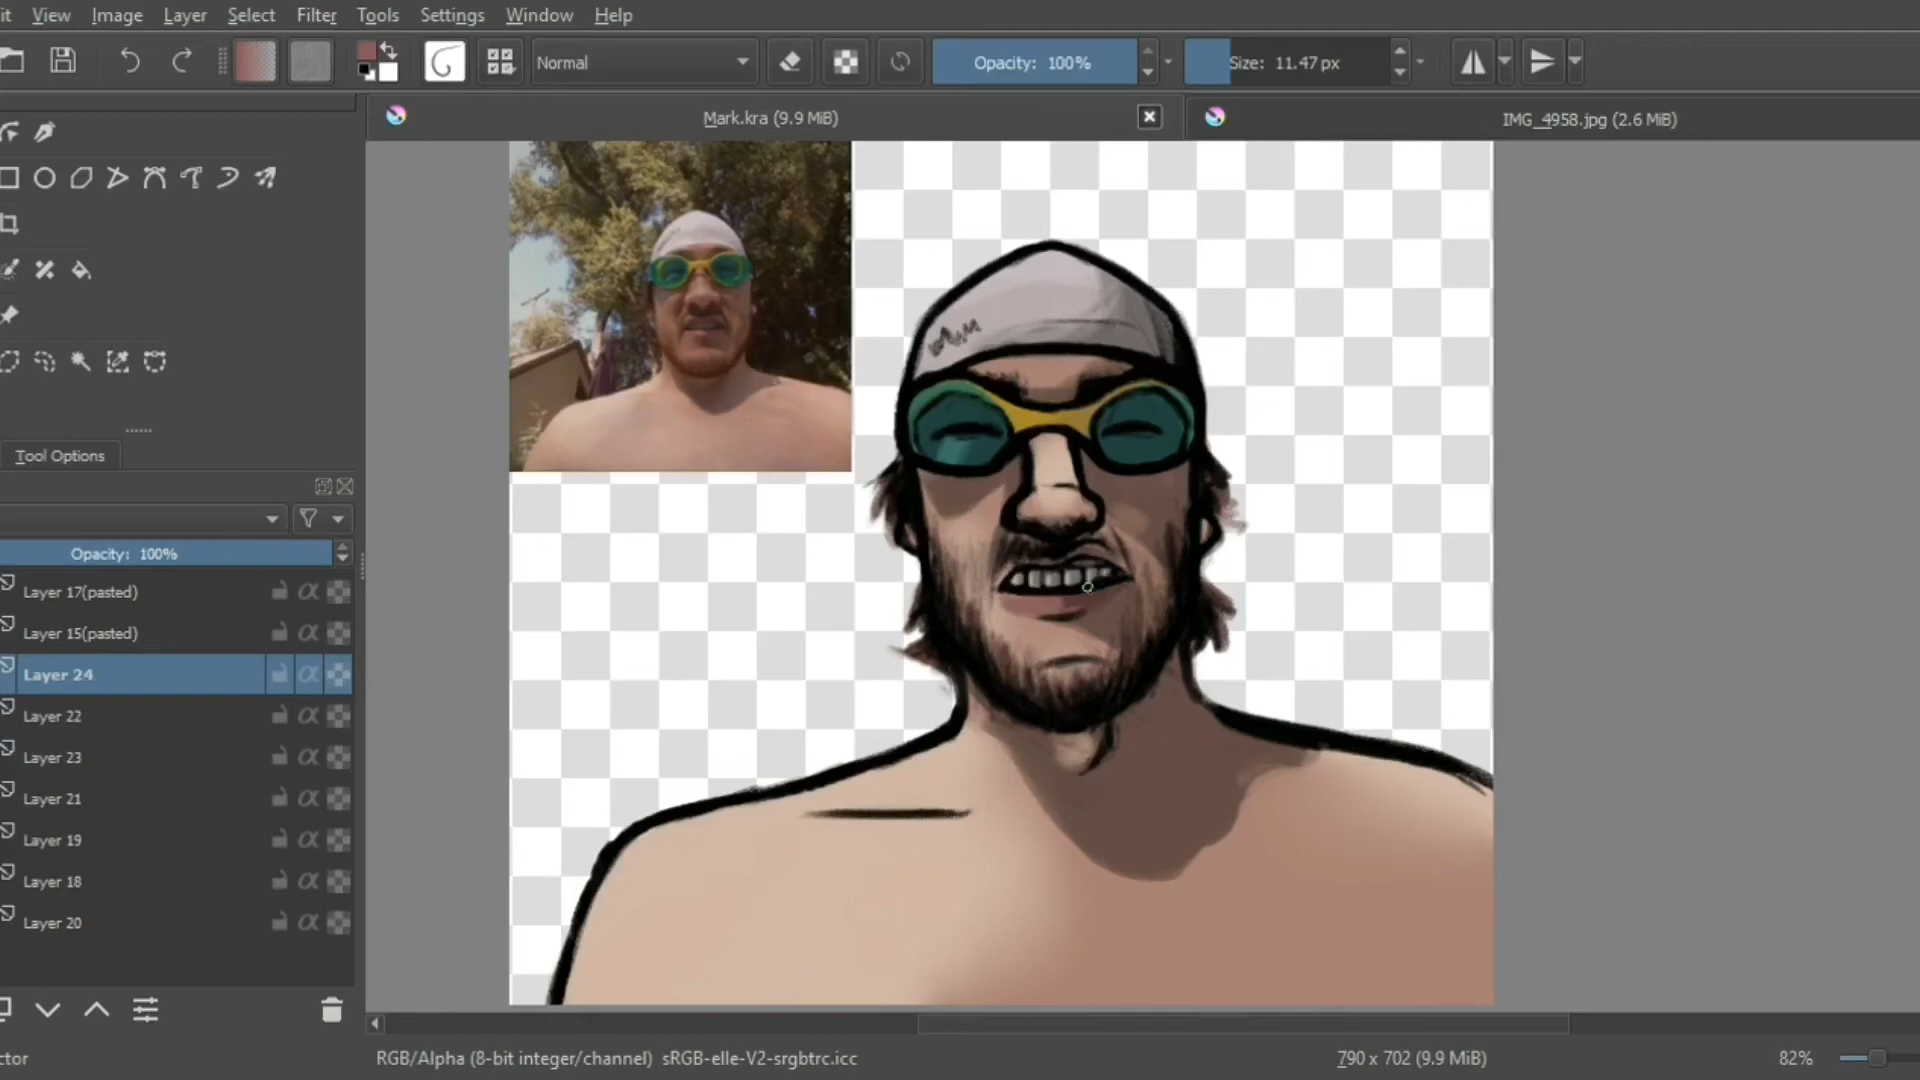 it View Image Layer Select Filter Tools Settings Window Help
Normal Opacity: 100% Size: 11.47 px
Mark.kra (9.9 MiB) IMG_4958.jpg (2.6 MiB)
Tool Options
Opacity: 100%
Layer 17(pasted)
Layer 15(pasted)
Layer 24
Layer 22
Layer 23
Layer 21
Layer 19
Layer 18
Layer 20
ctor RGB/Alpha (8-bit integer/channel) sRGB-elle-V2-srgbtrc.icc 790 x 702 (9.9 MiB) 82%